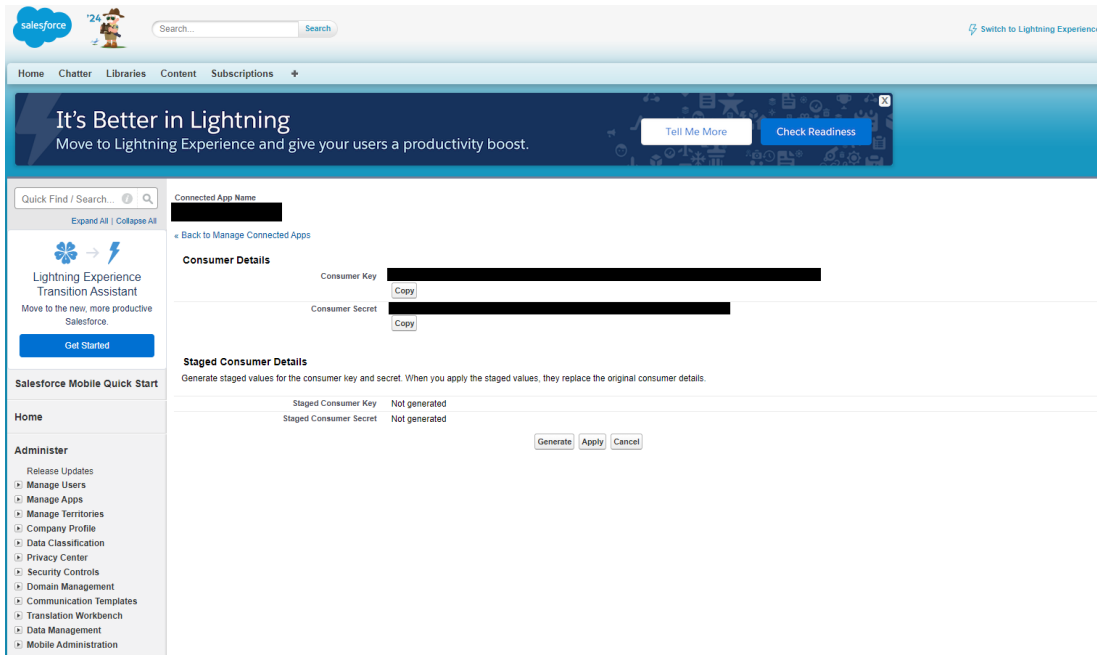 salesforce
'24
Search...
Search
Switch to Lightning Experience
Home Chatter Libraries Content Subscriptions +
It's Better in Lightning
Move to Lightning Experience and give your users a productivity boost.
Tell Me More
Check Readiness
X
Quick Find / Search...
Expand All | Collapse All
Lightning Experience
Transition Assistant
Move to the new, more productive
Salesforce.
Get Started
Salesforce Mobile Quick Start
Home
Administer
Release Updates
Manage Users
Manage Apps
Manage Territories
Company Profile
Data Classification
Privacy Center
Security Controls
Domain Management
Communication Templates
Translation Workbench
Data Management
Mobile Administration
Connected App Name
« Back to Manage Connected Apps
Consumer Details
Consumer Key
Copy
Consumer Secret
Copy
Staged Consumer Details
Generate staged values for the consumer key and secret. When you apply the staged values, they replace the original consumer details.
Staged Consumer Key Not generated
Staged Consumer Secret Not generated
Generate Apply Cancel